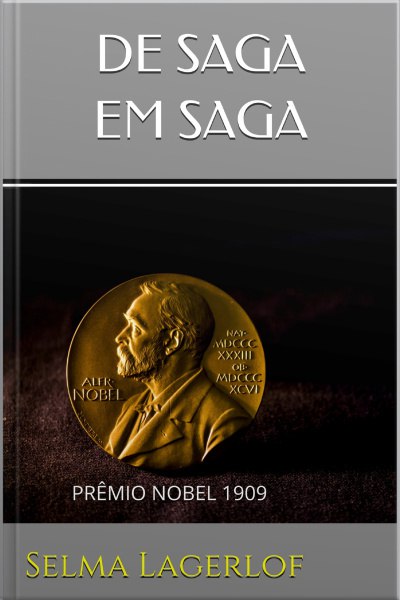 DE SAGA
EM SAGA
ALFR·
NOBEL
NAT·
MDCCC
XXXIII
OB·
MDCCC
XCVI
PRÊMIO NOBEL 1909
SELMA LAGERLOF